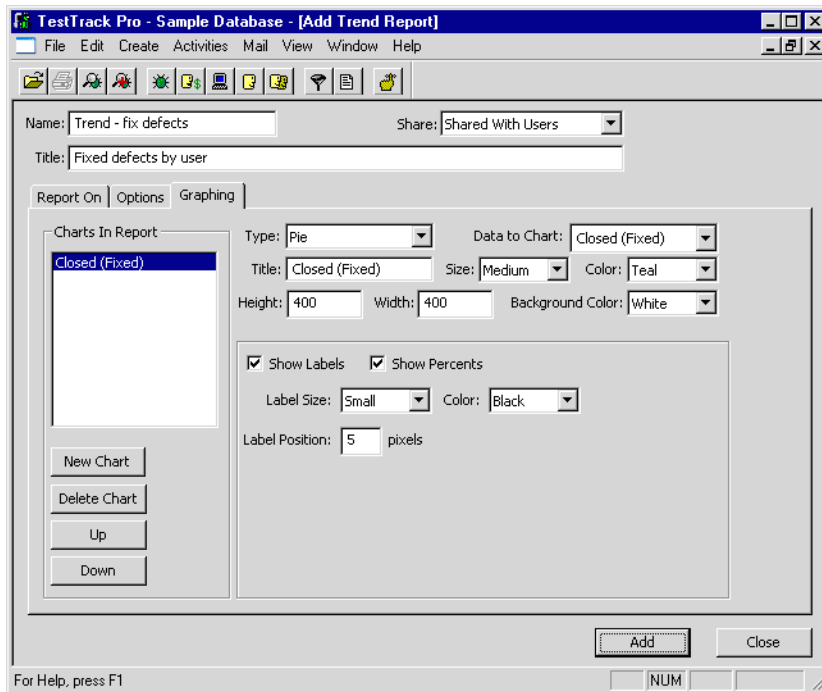 TestTrack Pro - Sample Database - [Add Trend Report]
File Edit Create Activities Mail View Window Help
Name: Trend - fix defects Share: Shared With Users
Title: Fixed defects by user
Report On Options Graphing
Charts In Report
Closed (Fixed)
New Chart
Delete Chart
Up
Down
Type: Pie Data to Chart: Closed (Fixed)
Title: Closed (Fixed) Size: Medium Color: Teal
Height: 400 Width: 400 Background Color: White
Show Labels Show Percents
Label Size: Small Color: Black
Label Position: 5 pixels
Add Close
For Help, press F1 NUM